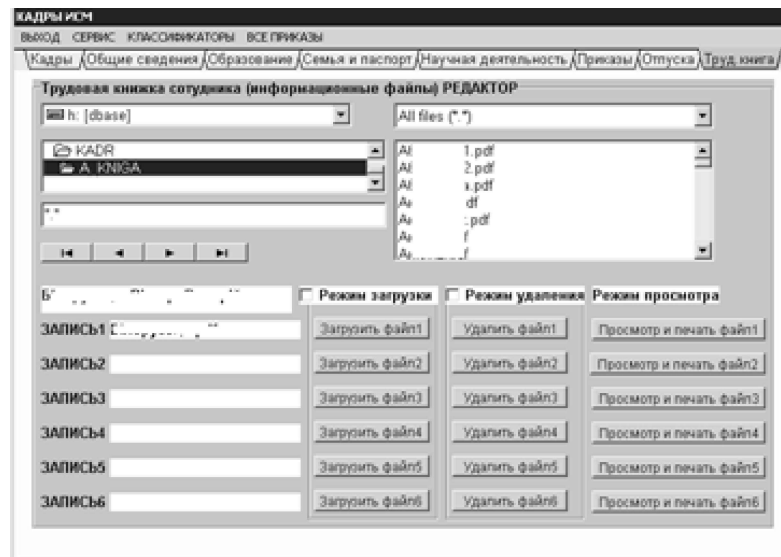 КАДРЫ ИСМ
ВЫХОД СЕРВИС КЛАССИФИКАТОРЫ ВСЕ ПРИКАЗЫ
Кадры Общие сведения Образование Семья и паспорт Научная деятельность Приказы Отпуска Труд книга
Трудовая книжка сотудника (информационные файлы) РЕДАКТОР
h: [dbase] All files (*.*)
KADR
A_KNIGA
1.pdf
2.pdf
a.pdf
df
.pdf
*.*
Режим загрузки Режим удаления Режим просмотра
ЗАПИСЬ1 Загрузить файл1 Удалить файл1 Просмотр и печать файл1
ЗАПИСЬ2 Загрузить файл2 Удалить файл2 Просмотр и печать файл2
ЗАПИСЬ3 Загрузить файл3 Удалить файл3 Просмотр и печать файл3
ЗАПИСЬ4 Загрузить файл4 Удалить файл4 Просмотр и печать файл4
ЗАПИСЬ5 Загрузить файл5 Удалить файл5 Просмотр и печать файл5
ЗАПИСЬ6 Загрузить файл6 Удалить файл6 Просмотр и печать файл6